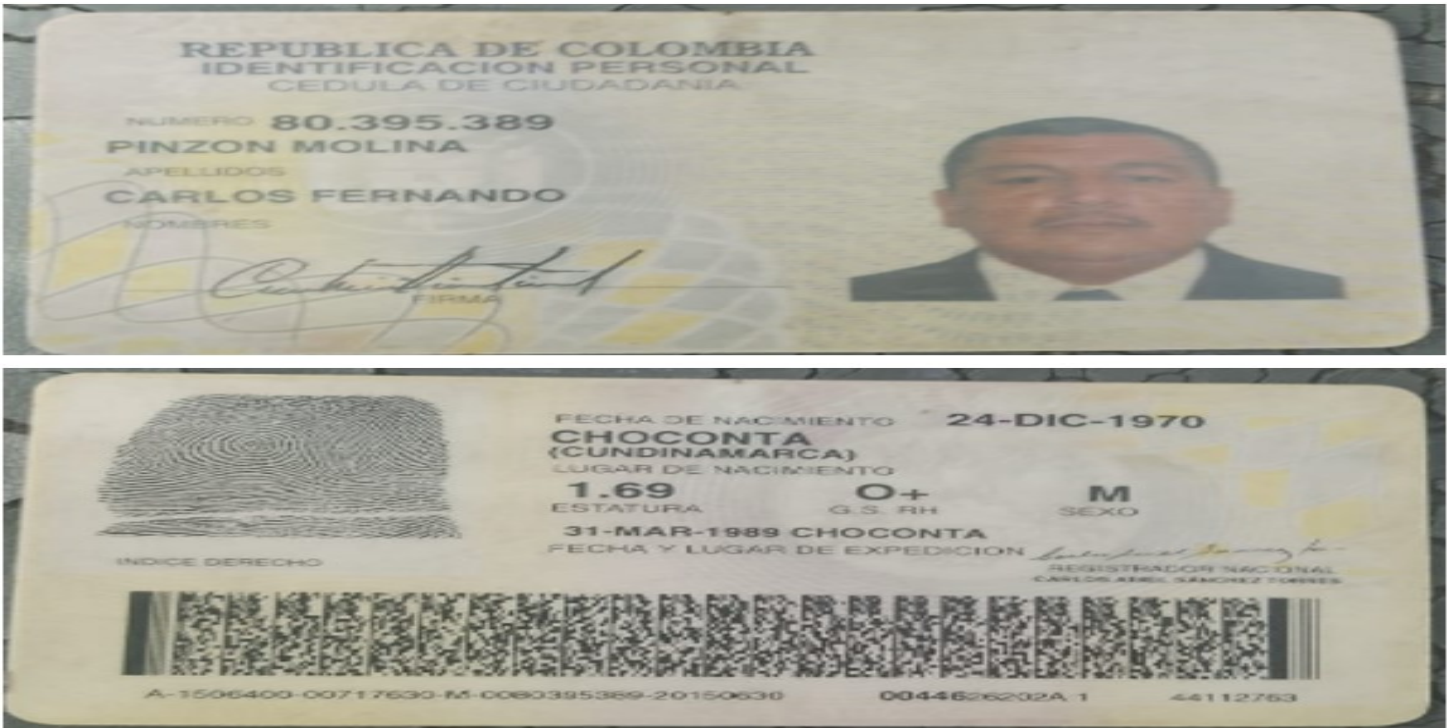 REPUBLICA DE COLOMBIA
IDENTIFICACION PERSONAL
CEDULA DE CIUDADANIA
NUMERO 80.395.389
PINZON MOLINA
APELLIDOS
CARLOS FERNANDO
NOMBRES
FIRMA
FECHA DE NACIMIENTO 24-DIC-1970
CHOCONTA
(CUNDINAMARCA)
LUGAR DE NACIMIENTO
1.69 O+ M
ESTATURA G.S. RH SEXO
31-MAR-1989 CHOCONTA
FECHA Y LUGAR DE EXPEDICION
INDICE DERECHO
REGISTRADOR NACIONAL
CARLOS ARIEL SANCHEZ TORRES
A-1506400-00717630-M-0080395389-20150630 0044626202A 1 44112763